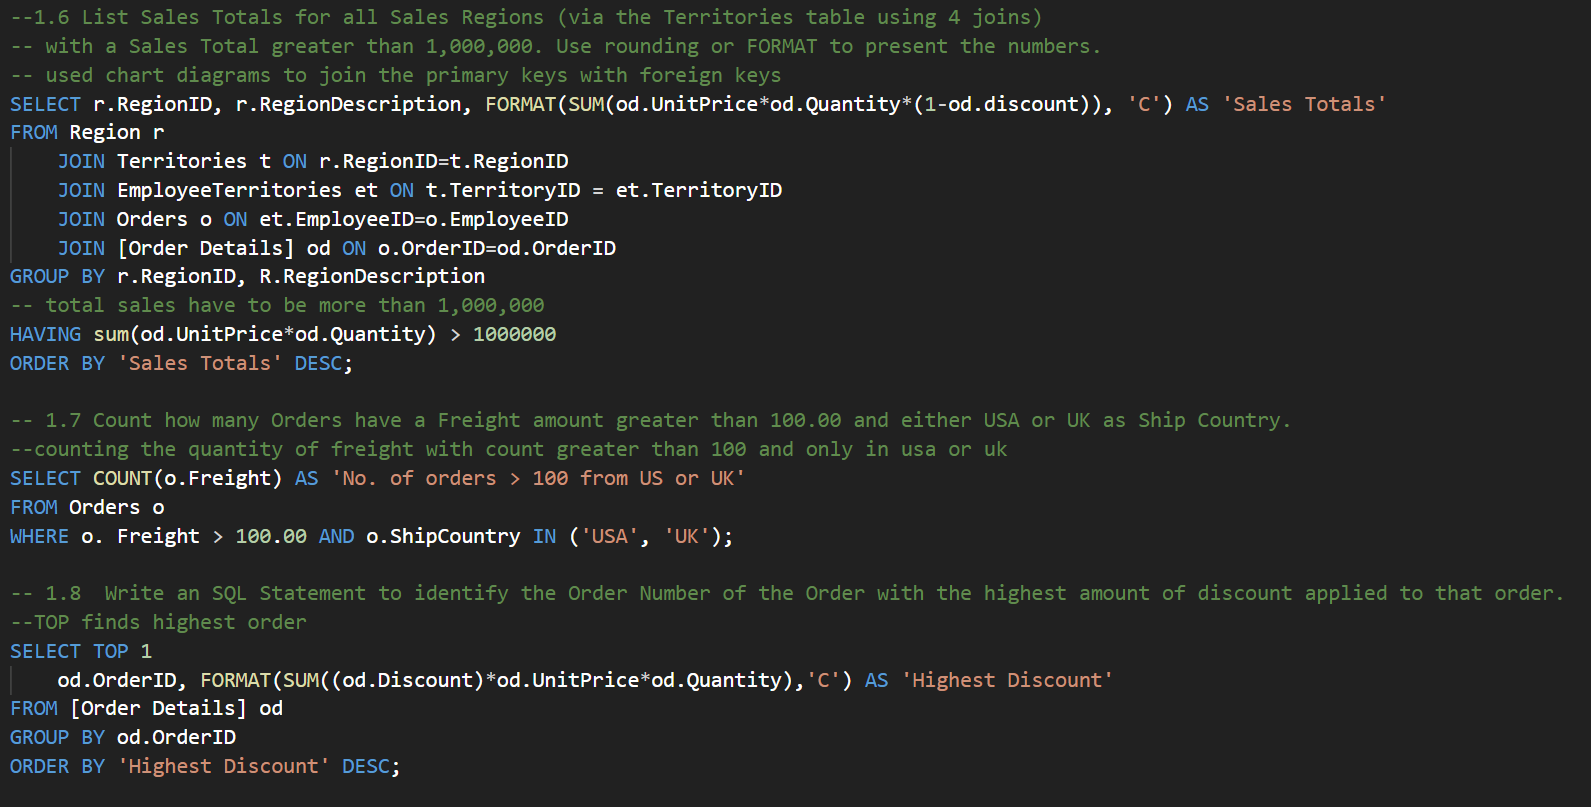 --1.6 List Sales Totals for all Sales Regions (via the Territories table using 4 joins)
-- with a Sales Total greater than 1,000,000. Use rounding or FORMAT to present the numbers.
-- used chart diagrams to join the primary keys with foreign keys
SELECT r.RegionID, r.RegionDescription, FORMAT(SUM(od.UnitPrice*od.Quantity*(1-od.discount)), 'C') AS 'Sales Totals'
FROM Region r
    JOIN Territories t ON r.RegionID=t.RegionID
    JOIN EmployeeTerritories et ON t.TerritoryID = et.TerritoryID
    JOIN Orders o ON et.EmployeeID=o.EmployeeID
    JOIN [Order Details] od ON o.OrderID=od.OrderID
GROUP BY r.RegionID, R.RegionDescription
-- total sales have to be more than 1,000,000
HAVING sum(od.UnitPrice*od.Quantity) > 1000000
ORDER BY 'Sales Totals' DESC;

-- 1.7 Count how many Orders have a Freight amount greater than 100.00 and either USA or UK as Ship Country.
--counting the quantity of freight with count greater than 100 and only in usa or uk
SELECT COUNT(o.Freight) AS 'No. of orders > 100 from US or UK'
FROM Orders o
WHERE o. Freight > 100.00 AND o.ShipCountry IN ('USA', 'UK');

-- 1.8  Write an SQL Statement to identify the Order Number of the Order with the highest amount of discount applied to that order.
--TOP finds highest order
SELECT TOP 1
    od.OrderID, FORMAT(SUM((od.Discount)*od.UnitPrice*od.Quantity),'C') AS 'Highest Discount'
FROM [Order Details] od
GROUP BY od.OrderID
ORDER BY 'Highest Discount' DESC;